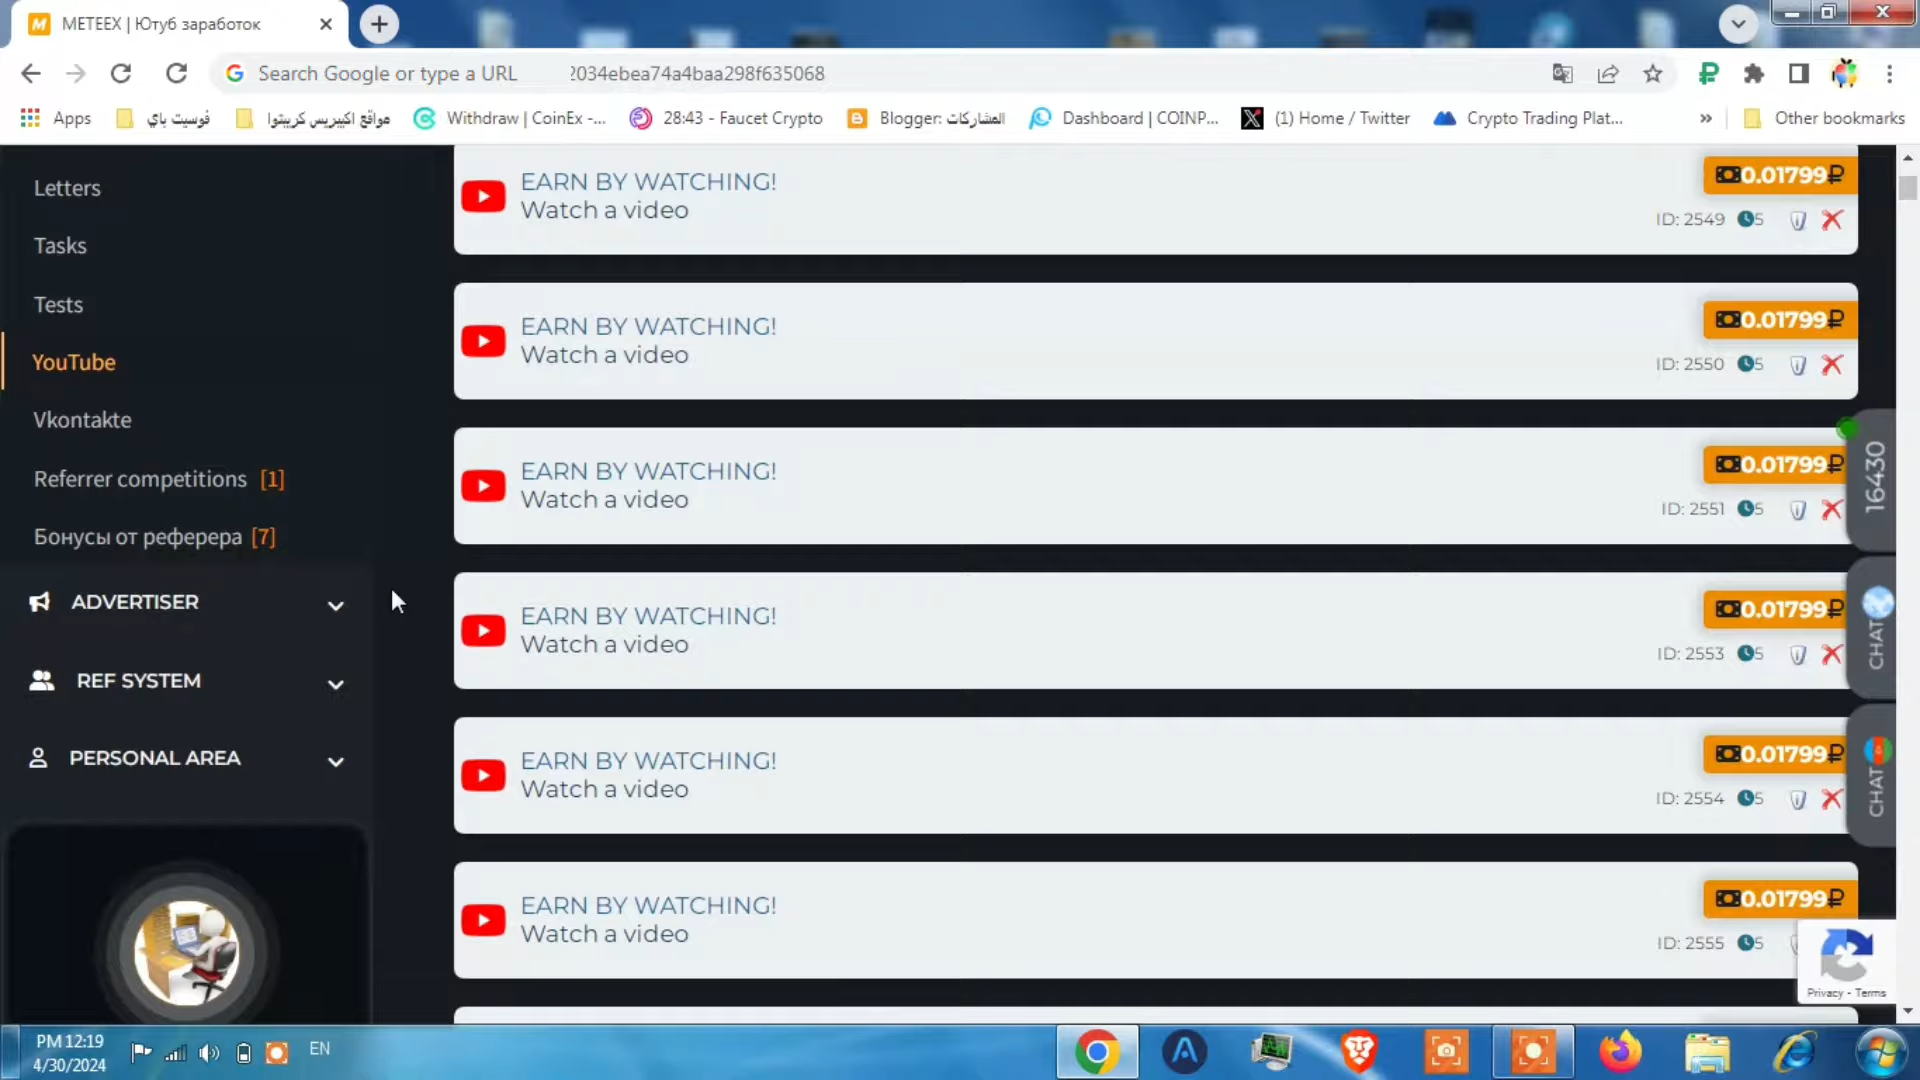 METEEX | Ютуб заработок
Search Google or type a URL
2034ebea74a4baa298f635068
Apps
فوسيت باي
مواقع اكبيريس كريبتوا
Withdraw | CoinEx -...
28:43 - Faucet Crypto
Blogger: المشاركات
Dashboard | COINP...
(1) Home / Twitter
Crypto Trading Plat...
»
Other bookmarks
Letters
Tasks
Tests
YouTube
Vkontakte
Referrer competitions [1]
Бонусы от реферера [7]
ADVERTISER
REF SYSTEM
PERSONAL AREA
EARN BY WATCHING!
Watch a video
0.01799₽
ID: 2549 5
EARN BY WATCHING!
Watch a video
0.01799₽
ID: 2550 5
EARN BY WATCHING!
Watch a video
0.01799₽
ID: 2551 5
EARN BY WATCHING!
Watch a video
0.01799₽
ID: 2553 5
EARN BY WATCHING!
Watch a video
0.01799₽
ID: 2554 5
EARN BY WATCHING!
Watch a video
0.01799₽
ID: 2555 5
16430
CHAT
CHAT
Privacy - Terms
PM 12:19
4/30/2024
EN